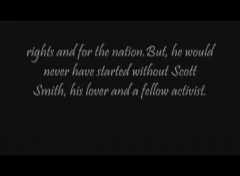 rights and for the nation.But, he would
never have started without Scott
Smith, his lover and a fellow activist.